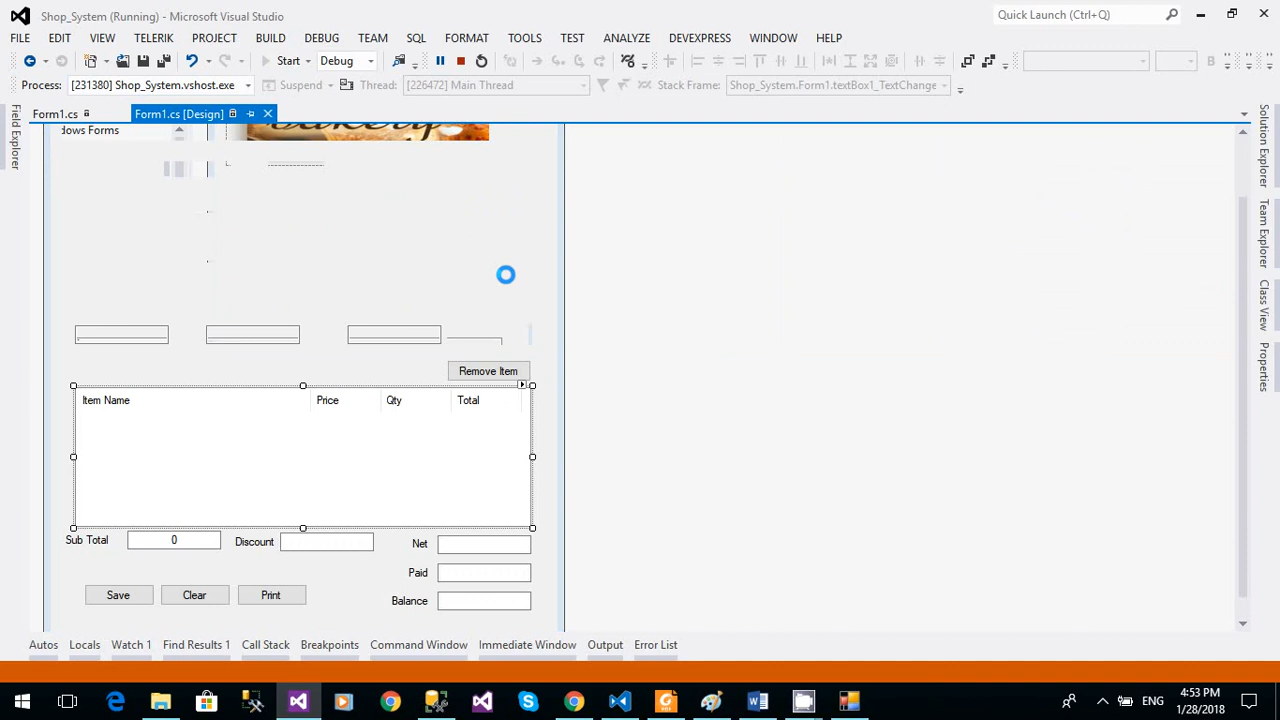 Shop_System (Running) - Microsoft Visual Studio
Quick Launch (Ctrl+Q)
FILE EDIT VIEW TELERIK PROJECT BUILD DEBUG TEAM SQL FORMAT TOOLS TEST ANALYZE DEVEXPRESS WINDOW HELP
Start Debug
Process: [231380] Shop_System.vshost.exe Suspend Thread: [226472] Main Thread Stack Frame: Shop_System.Form1.textBox1_TextChange
Form1.cs Form1.cs [Design]
Field Explorer
Solution Explorer
Team Explorer
Class View
Properties
dows Forms
bakery
Remove Item
Item Name Price Qty Total
Sub Total 0 Discount Net
Paid
Save Clear Print Balance
Autos Locals Watch 1 Find Results 1 Call Stack Breakpoints Command Window Immediate Window Output Error List
ENG 4:53 PM
1/28/2018